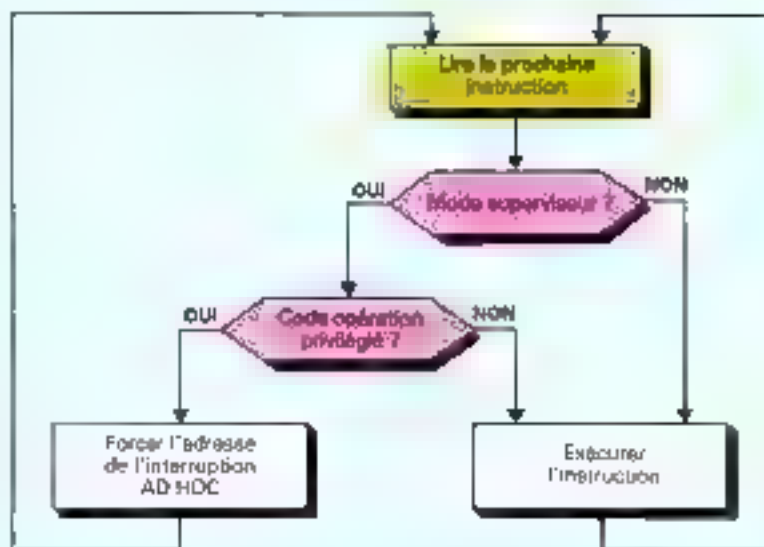 Lire la prochaine
instruction
OUI
Mode superviseur ?
NON
OUI
Code opération
privilégié ?
NON
Forcer l'adresse
de l'interruption
AD HOC
Exécuter
l'instruction